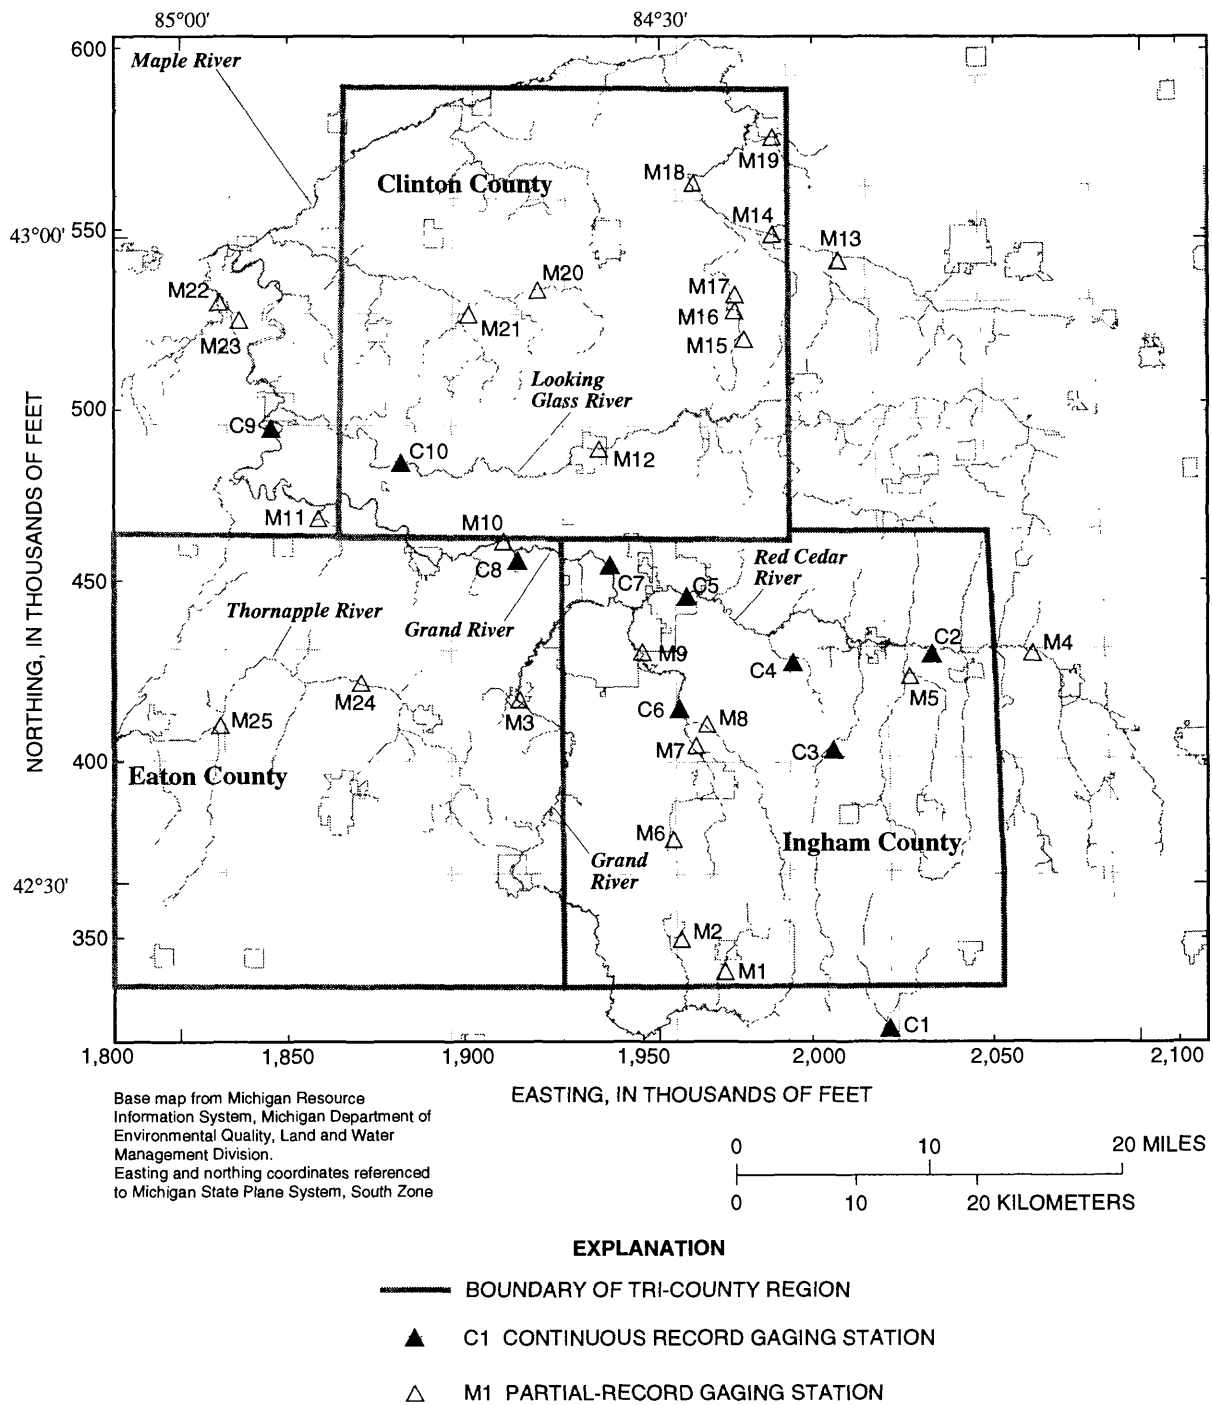 85°00'
84°30'
600
Maple River
M19
M18
Clinton County
M14
550
43°00'
M13
M20
M22
M17
M16
M21
M23
M15
Looking
Glass River
500
C9
C10
M12
M11
M10
Red Cedar
River
C8
C7
C5
450
Thornapple River
Grand River
C2
M4
M9
C4
M5
M24
M3
C6
M8
M25
M7
C3
400
Eaton County
M6
Ingham County
Grand
River
42°30'
350
M2
M1
C1
NORTHING, IN THOUSANDS OF FEET
1,800
1,850
1,900
1,950
2,000
2,050
2,100
EASTING, IN THOUSANDS OF FEET
Base map from Michigan Resource
Information System, Michigan Department of
Environmental Quality, Land and Water
Management Division.
Easting and northing coordinates referenced
to Michigan State Plane System, South Zone
0 10 20 MILES
0 10 20 KILOMETERS
EXPLANATION
BOUNDARY OF TRI-COUNTY REGION
C1 CONTINUOUS RECORD GAGING STATION
M1 PARTIAL-RECORD GAGING STATION